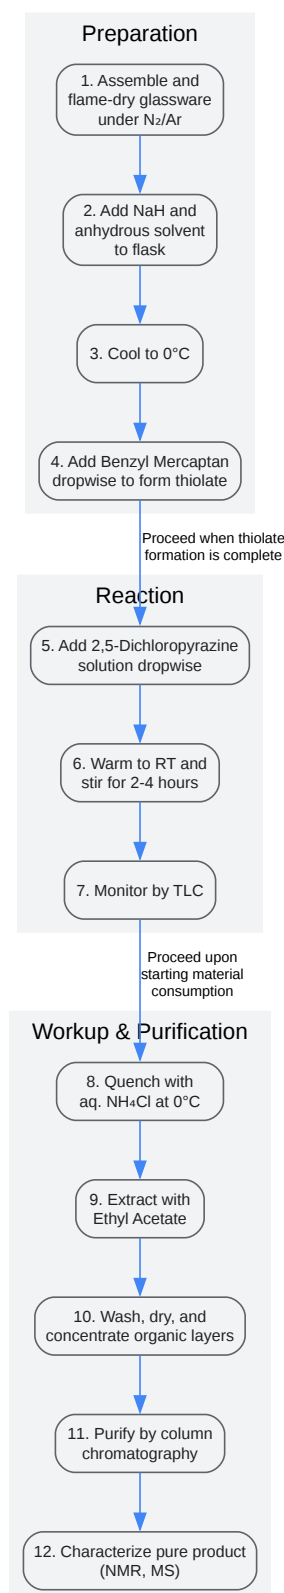 Preparation
1. Assemble and
flame-dry glassware
under N₂/Ar
2. Add NaH and
anhydrous solvent
to flask
3. Cool to 0°C
4. Add Benzyl Mercaptan
dropwise to form thiolate
Proceed when thiolate
formation is complete
Reaction
5. Add 2,5-Dichloropyrazine
solution dropwise
6. Warm to RT and
stir for 2-4 hours
7. Monitor by TLC
Proceed upon
starting material
consumption
Workup & Purification
8. Quench with
aq. NH₄Cl at 0°C
9. Extract with
Ethyl Acetate
10. Wash, dry, and
concentrate organic layers
11. Purify by column
chromatography
12. Characterize pure product
(NMR, MS)